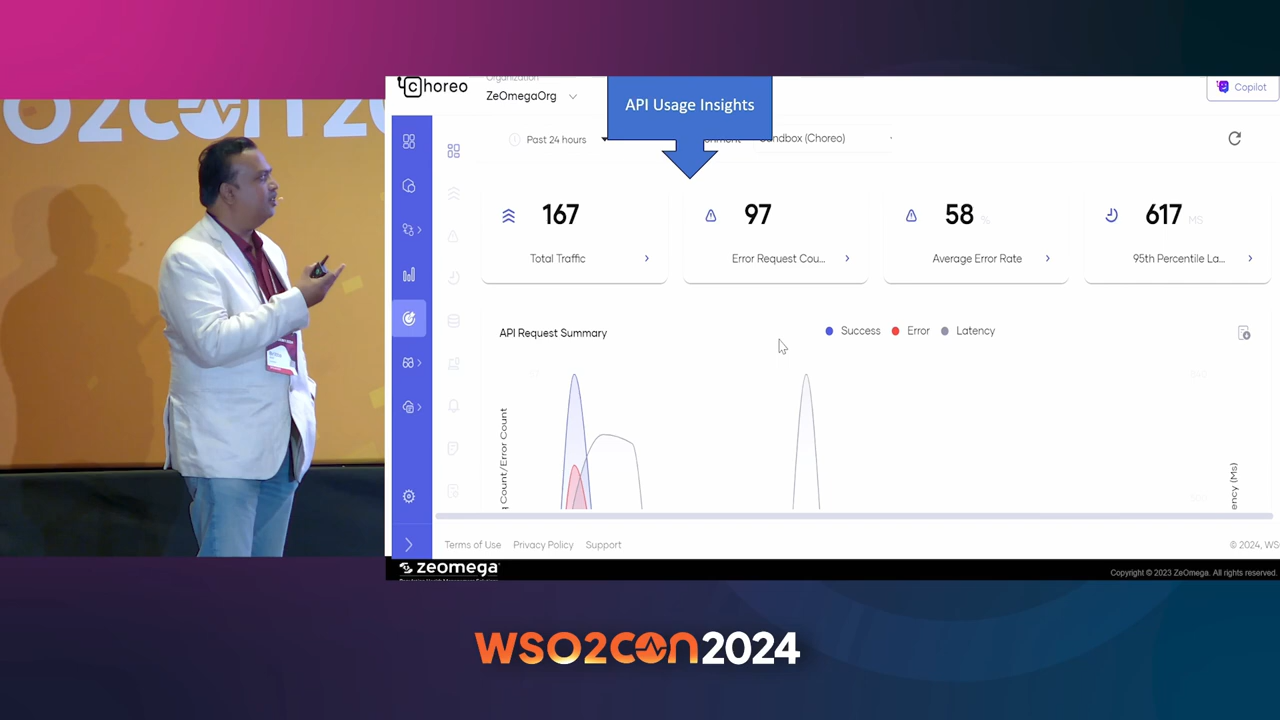 Choreo
Organization
ZeOmegaOrg
API Usage Insights
Copilot
Past 24 hours
(Choreo)
167
Total Traffic
97
Error Request Cou...
58 %
Average Error Rate
617 MS
95th Percentile La...
API Request Summary
Success
Error
Latency
Count/Error Count
ency (Ms)
Terms of Use
Privacy Policy
Support
© 2024, WS
zeomega
Copyright © 2023 ZeOmega. All rights reserved.
WSO2CON2024